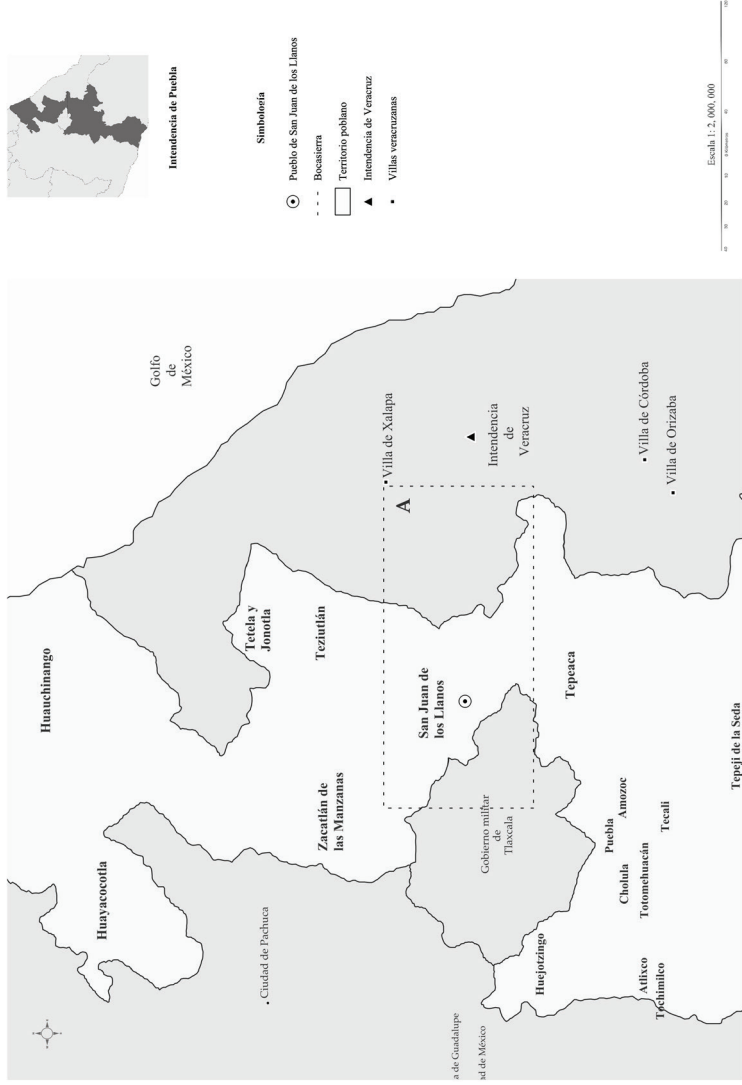 Huayacocotla
Huauchinango
Golfo
de
México
Ciudad de Pachuca
Zacatlán de
las Manzanas
Tetela y
Jonotla
Teziutlán
San Juan de
los Llanos
Villa de Xalapa
A
Gobierno militar
de
Tlaxcala
Intendencia
de
Veracruz
a de Guadalupe
ad de México
Huejotzingo
Tepeaca
Puebla
Amozoc
Cholula
Totomehuacán
Tecali
Atlixco
Tochimilco
Tepeji de la Seda
Villa de Córdoba
Villa de Orizaba
Intendencia de Puebla
Simbología
Pueblo de San Juan de los Llanos
Bocasierra
Territorio poblano
Intendencia de Veracruz
Villas veracruzanas
Escala 1: 2, 000, 000